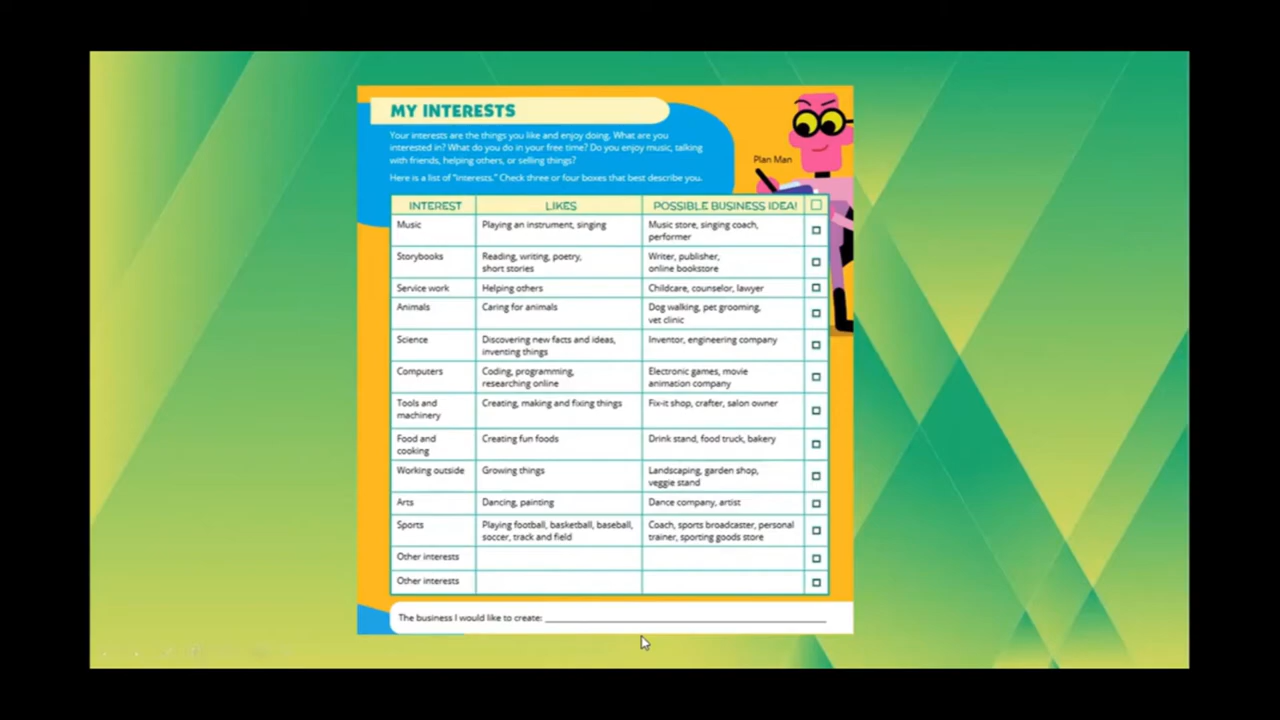 MY INTERESTS
Your interests are the things you like and enjoy doing. What are you
interested in? What do you do in your free time? Do you enjoy music, talking
with friends, helping others, or selling things?
Here is a list of "interests." Check three or four boxes that best describe you.
Plan Man
INTEREST LIKES POSSIBLE BUSINESS IDEA!
Music Playing an instrument, singing Music store, singing coach,
performer
Storybooks Reading, writing, poetry, Writer, publisher,
short stories online bookstore
Service work Helping others Childcare, counselor, lawyer
Animals Caring for animals Dog walking, pet grooming,
vet clinic
Science Discovering new facts and ideas, Inventor, engineering company
inventing things
Computers Coding, programming, Electronic games, movie
researching online animation company
Tools and Creating, making and fixing things Fix-it shop, crafter, salon owner
machinery
Food and Creating fun foods Drink stand, food truck, bakery
cooking
Working outside Growing things Landscaping, garden shop,
veggie stand
Arts Dancing, painting Dance company, artist
Sports Playing football, basketball, baseball, Coach, sports broadcaster, personal
soccer, track and field trainer, sporting goods store
Other interests
Other interests
The business I would like to create: